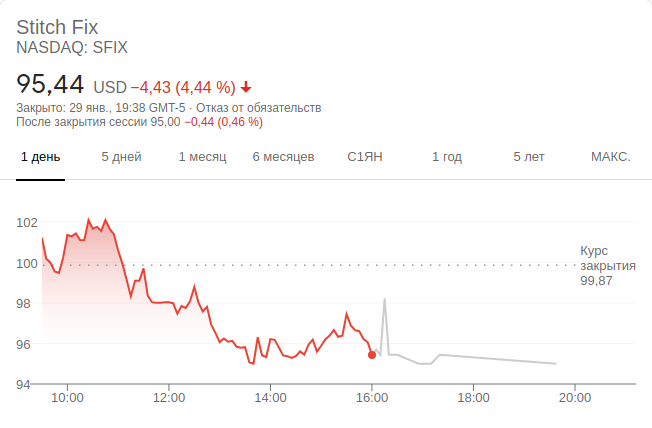 Stitch Fix
NASDAQ: SFIX
95,44 USD −4,43 (4,44 %)
Закрыто: 29 янв., 19:38 GMT-5 · Отказ от обязательств
После закрытия сессии 95,00 −0,44 (0,46 %)
1 день 5 дней 1 месяц 6 месяцев С1ЯН 1 год 5 лет МАКС.
102
100
98
96
94
Курс
закрытия
99,87
10:00 12:00 14:00 16:00 18:00 20:00